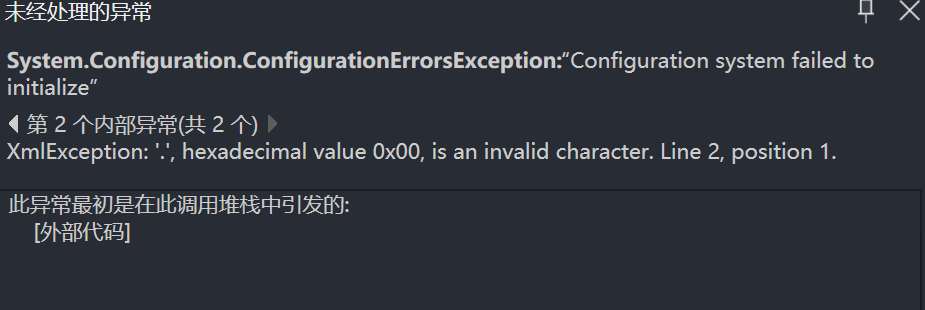 未经处理的异常
System.Configuration.ConfigurationErrorsException:“Configuration system failed to
initialize”
第 2 个内部异常(共 2 个)
XmlException: '.', hexadecimal value 0x00, is an invalid character. Line 2, position 1.
此异常最初是在此调用堆栈中引发的:
[外部代码]